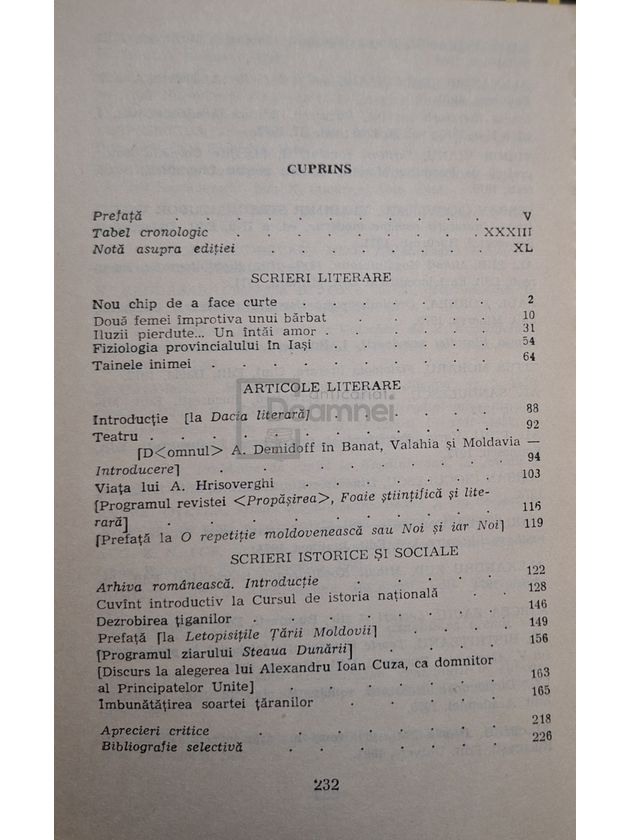 CUPRINS
Prefață . . . . . . . . V
Tabel cronologic . . . . . . . XXXIII
Notă asupra ediției . . . . . . . XL
SCRIERI LITERARE
Nou chip de a face curte . . . . . . 2
Două femei împrotiva unui bărbat . . . . 10
Iluzii pierdute... Un întăi amor . . . . . 31
Fiziologia provincialului în Iași . . . . . 54
Tainele inimei . . . . . . . . 64
ARTICOLE LITERARE
Introducție [la Dacia literară] . . . . . 88
Teatru . . . . . . . . . 92
[D<omnul> A. Demidoff în Banat, Valahia și Moldavia —
Introducere] . . . . . . . . 94
Viața lui A. Hrisoverghi . . . . . . 103
[Programul revistei <Propășirea>, Foaie științifică și lite-
rară] . . . . . . . . . 116
[Prefață la O repetiție moldovenească sau Noi și iar Noi] 119
SCRIERI ISTORICE ȘI SOCIALE
Arhiva românească. Introducție . . . . . 122
Cuvînt introductiv la Cursul de istoria națională . . 128
Dezrobirea țiganilor . . . . . . . 146
Prefață [la Letopisițile Țării Moldovii] . . . . 149
[Programul ziarului Steaua Dunării] . . . . 156
[Discurs la alegerea lui Alexandru Ioan Cuza, ca domnitor
al Principatelor Unite] . . . . . . 163
Îmbunătățirea soartei țăranilor . . . . . 165
Aprecieri critice . . . . . . . 218
Bibliografie selectivă . . . . . . 226
232
anticariat
Doamnei